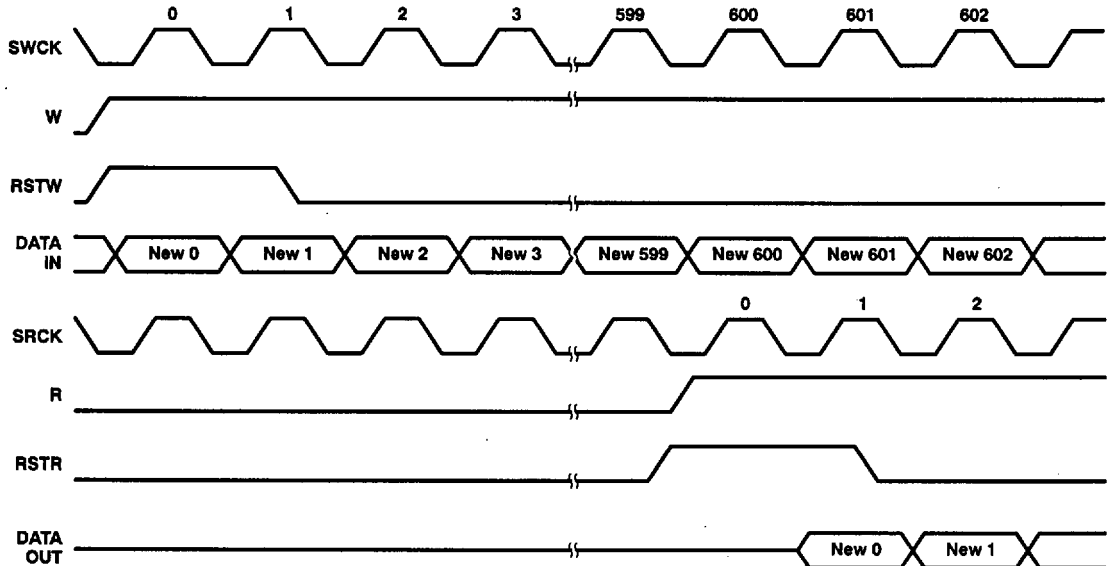 0 1 2 3 599 600 601 602
SWCK
W
RSTW
DATA
IN
New 0 New 1 New 2 New 3 New 599 New 600 New 601 New 602
0 1 2
SRCK
R
RSTR
DATA
OUT
New 0 New 1